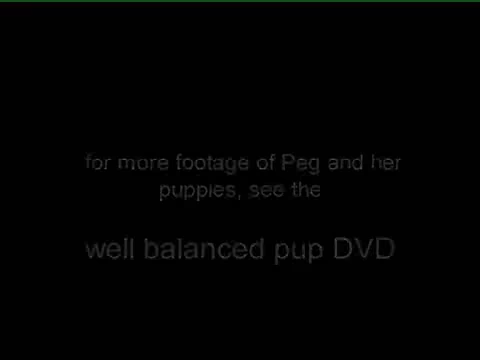 for more footage of Peg and her
puppies, see the
well balanced pup DVD